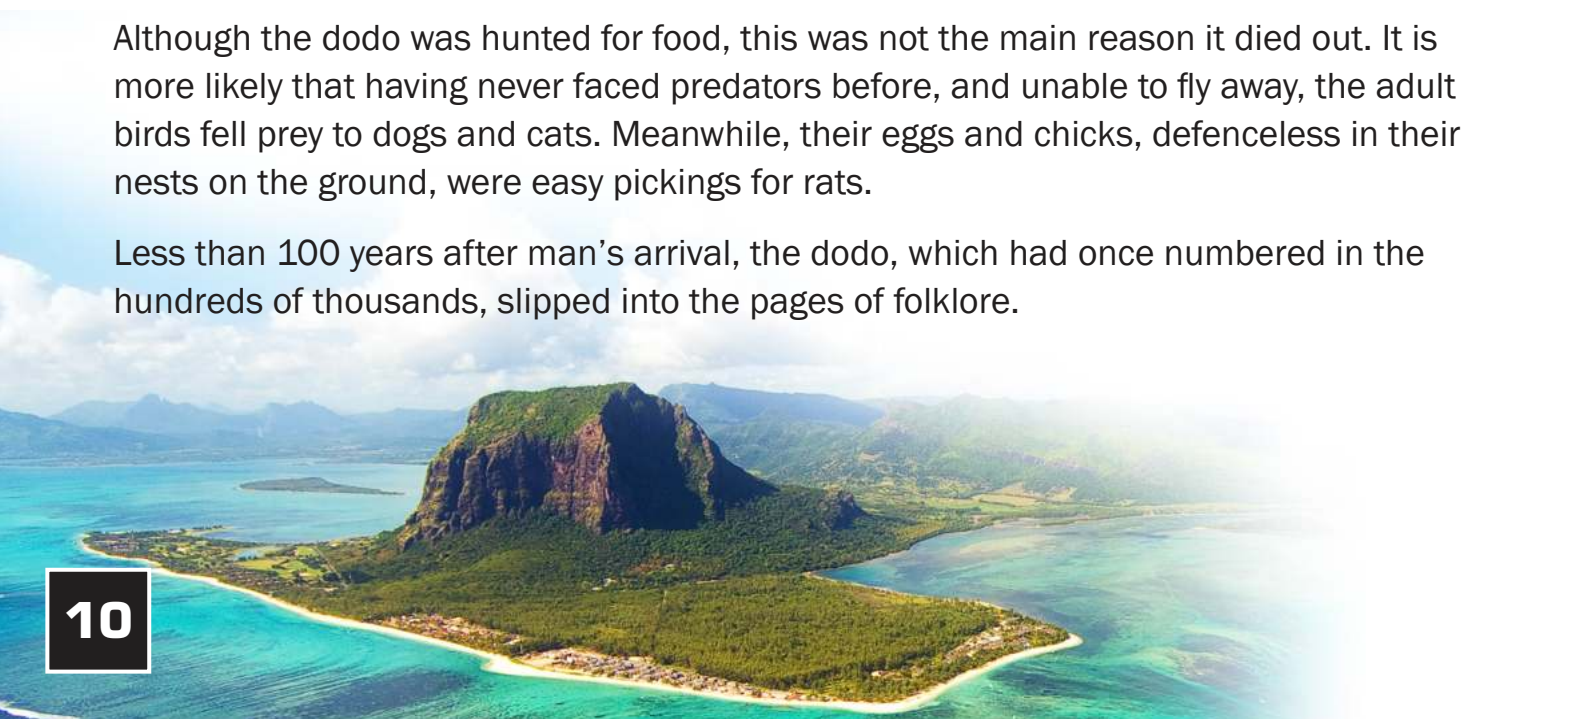 Although the dodo was hunted for food, this was not the main reason it died out. It is
more likely that having never faced predators before, and unable to fly away, the adult
birds fell prey to dogs and cats. Meanwhile, their eggs and chicks, defenceless in their
nests on the ground, were easy pickings for rats.
Less than 100 years after man’s arrival, the dodo, which had once numbered in the
hundreds of thousands, slipped into the pages of folklore.
10